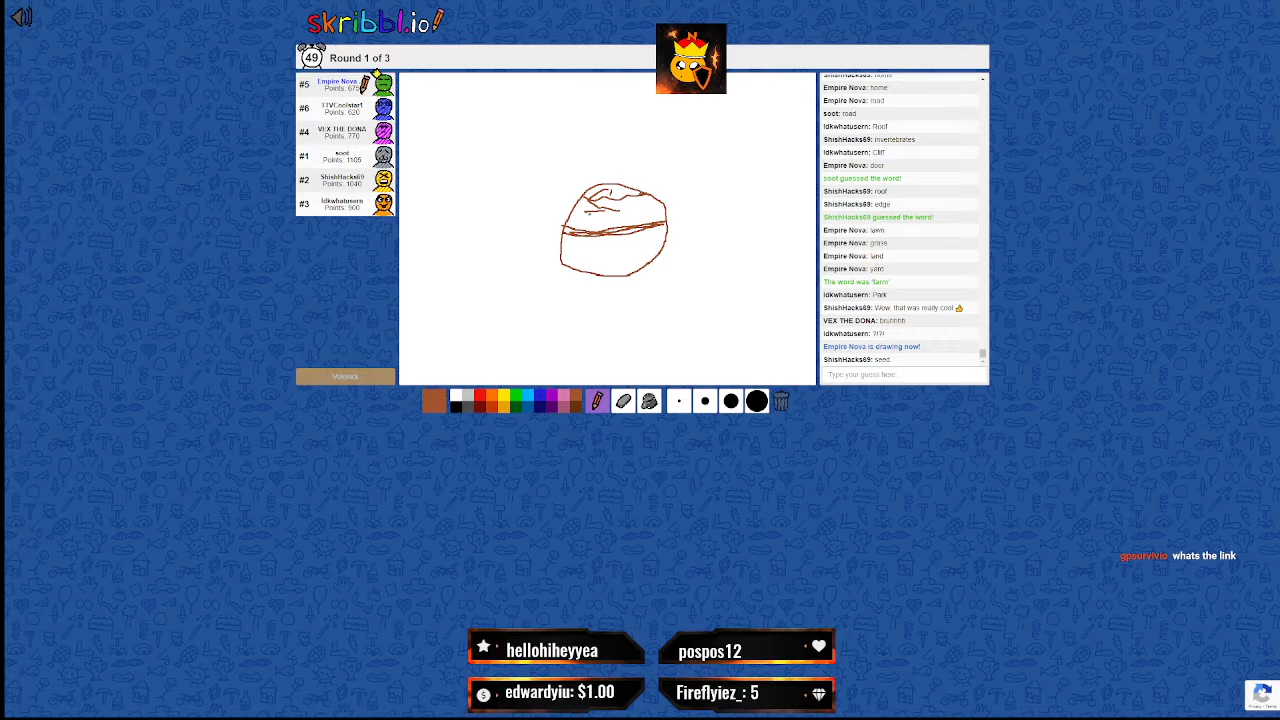 skribbl.io
49
Round 1 of 3
#5
Empire Nova
Points: 675
#6
TTVCoolstar1
Points: 620
#4
VEX THE DONA
Points: 770
#1
soot
Points: 1105
#2
ShishHacks69
Points: 1040
#3
Idkwhatusern
Points: 900
Votekick
N
ShishHacks69: home
Empire Nova: home
Empire Nova: road
soot: road
Idkwhatusern: Roof
ShishHacks69: invertebrates
Idkwhatusern: Cliff
Empire Nova: door
soot guessed the word!
ShishHacks69: roof
ShishHacks69: edge
ShishHacks69 guessed the word!
Empire Nova: lawn
Empire Nova: grass
Empire Nova: land
Empire Nova: yard
The word was 'farm'
Idkwhatusern: Park
ShishHacks69: Wow, that was really cool 👍
VEX THE DONA: bruhhhh
Idkwhatusern: ?!?!
Empire Nova is drawing now!
ShishHacks69: seed
Type your guess here...
gpsurvivio whats the link
hellohiheyyea
pospos12
edwardyiu: $1.00
Fireflyiez_: 5
Privacy - Terms